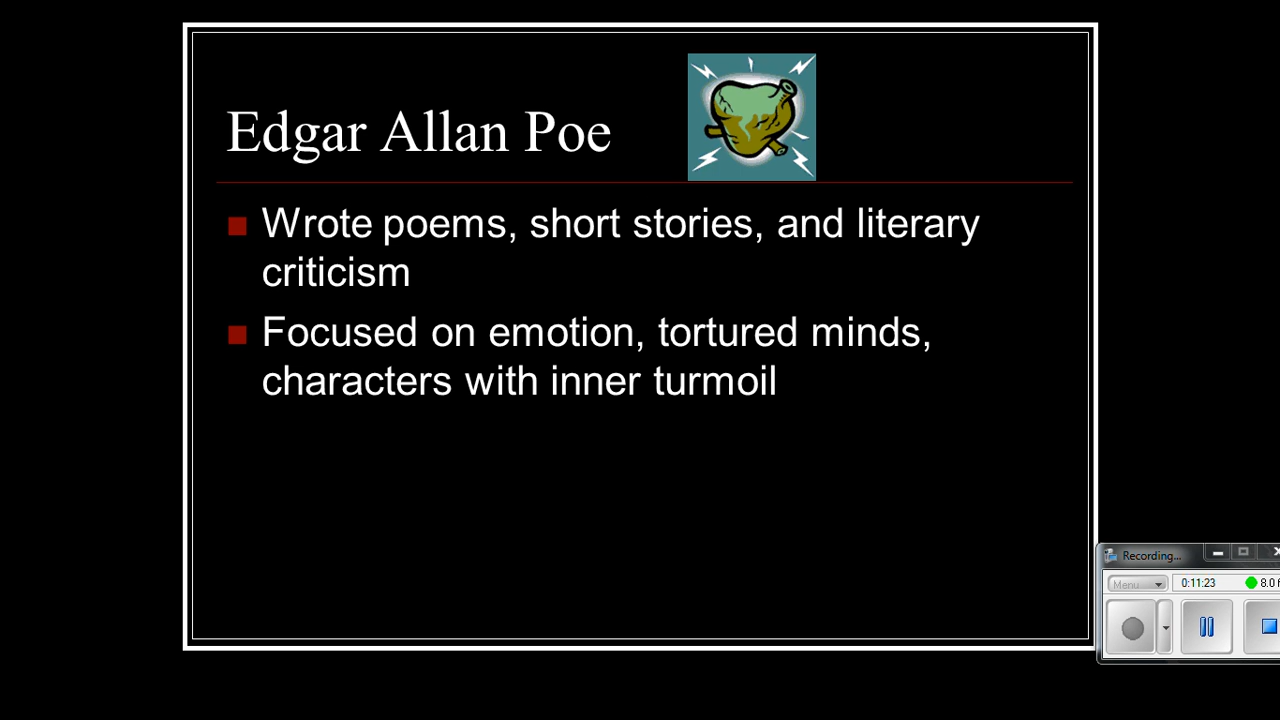 Edgar Allan Poe
Wrote poems, short stories, and literary
criticism
Focused on emotion, tortured minds,
characters with inner turmoil
Recording...
Menu
0:11:23
8.0 f